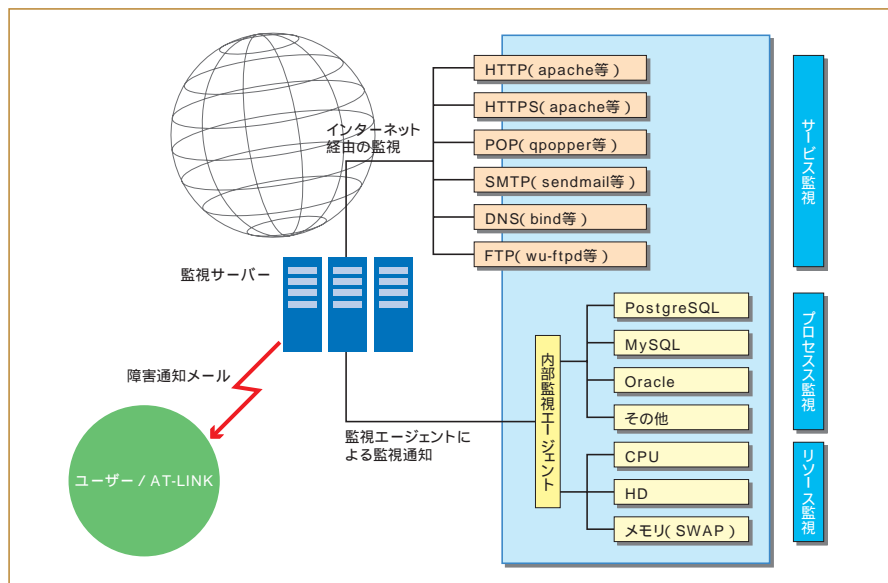 HTTP( apache等 )
HTTPS( apache等 )
POP( qpopper等 )
SMTP( sendmail等 )
DNS( bind等 )
FTP( wu-ftpd等 )
サービス監視
インターネット
経由の監視
監視サーバー
障害通知メール
ユーザー / AT-LINK
監視エージェントに
よる監視通知
内部監視エージェント
PostgreSQL
MySQL
Oracle
その他
プロセスス監視
CPU
HD
メモリ( SWAP )
リソース監視